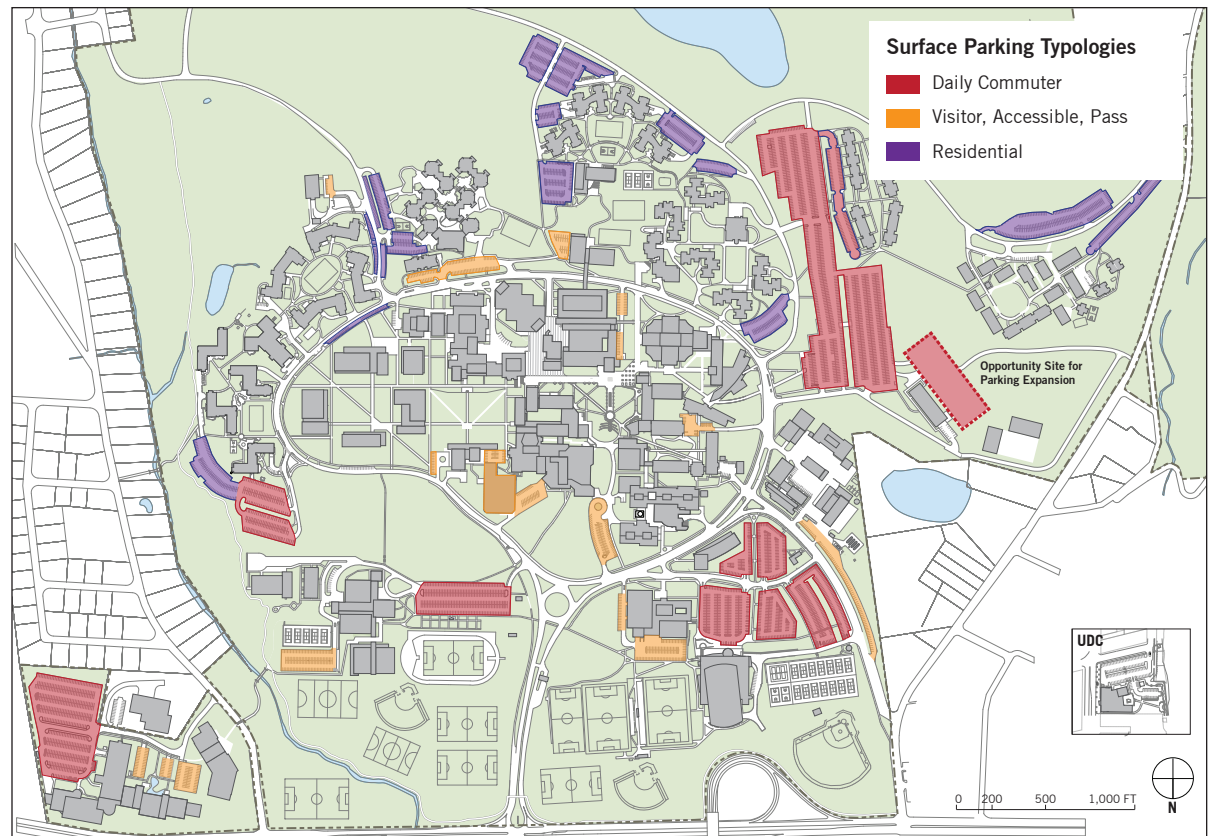 Surface Parking Typologies
Daily Commuter
Visitor, Accessible, Pass
Residential
Opportunity Site for
Parking Expansion
UDC
0 200 500 1,000 FT
N